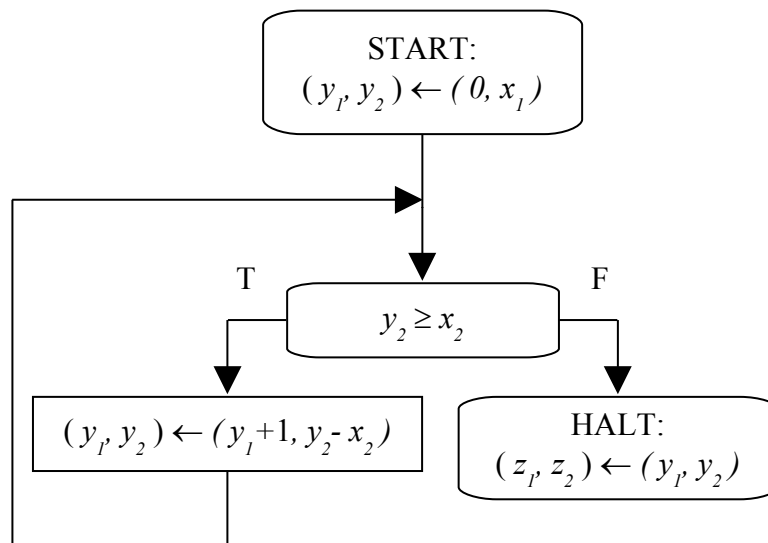 START:
( y₁, y₂ ) ← ( 0, x₁ )
T
F
y₂ ≥ x₂
( y₁, y₂ ) ← ( y₁+1, y₂- x₂ )
HALT:
( z₁, z₂ ) ← ( y₁, y₂ )